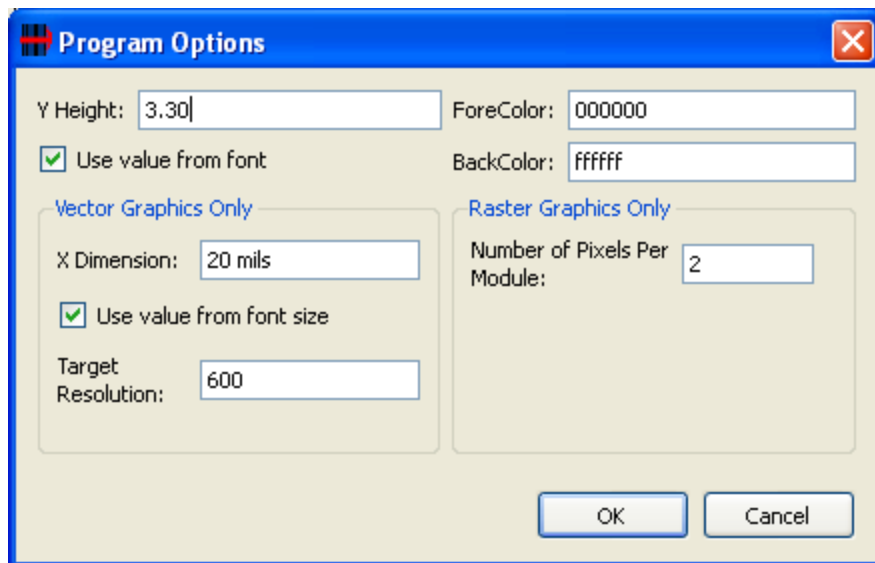 Program Options
Y Height: 3.30
ForeColor: 000000
Use value from font
BackColor: ffffff
Vector Graphics Only
X Dimension: 20 mils
Use value from font size
Target
Resolution: 600
Raster Graphics Only
Number of Pixels Per
Module: 2
OK
Cancel